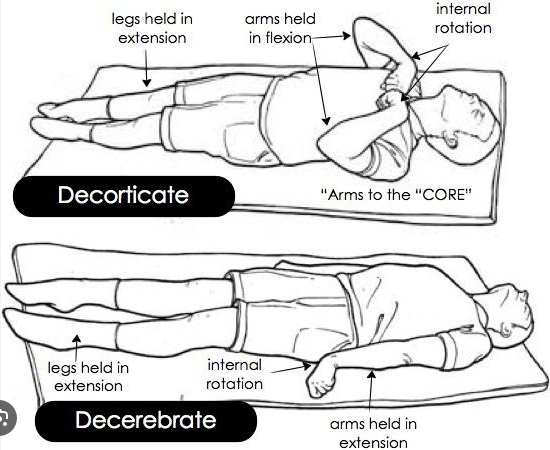 legs held in
extension
arms held
in flexion
internal
rotation
Decorticate
“Arms to the “CORE”
legs held in
extension
internal
rotation
Decerebrate
arms held in
extension